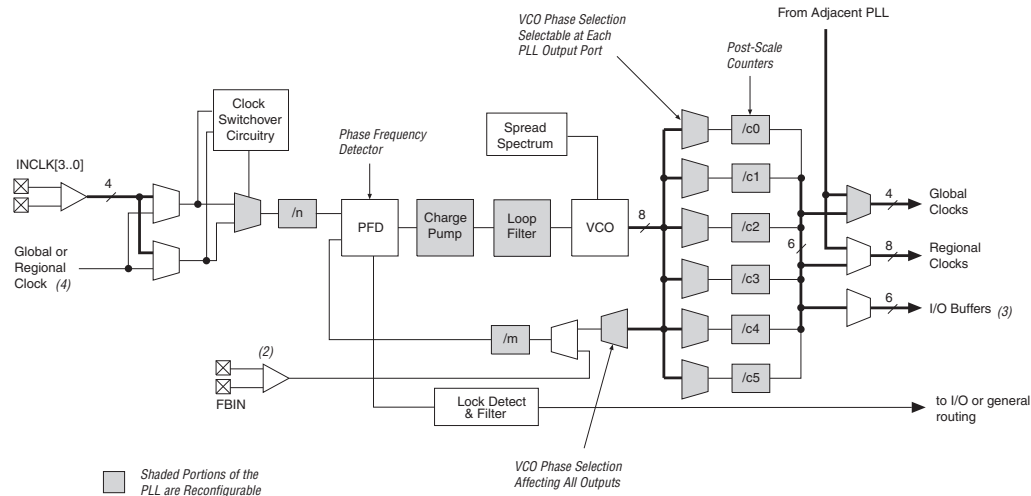 From Adjacent PLL
VCO Phase Selection
Selectable at Each
PLL Output Port
Post-Scale
Counters
Clock
Switchover
Circuitry
Phase Frequency
Detector
Spread
Spectrum
/c0
INCLK[3..0]
4
/c1
4
Global
Clocks
/n
PFD
Charge
Pump
Loop
Filter
VCO
8
/c2
6
8
Regional
Clocks
Global or
Regional
Clock (4)
/c3
6
I/O Buffers (3)
/m
/c4
(2)
/c5
FBIN
Lock Detect
& Filter
to I/O or general
routing
VCO Phase Selection
Affecting All Outputs
Shaded Portions of the
PLL are Reconfigurable